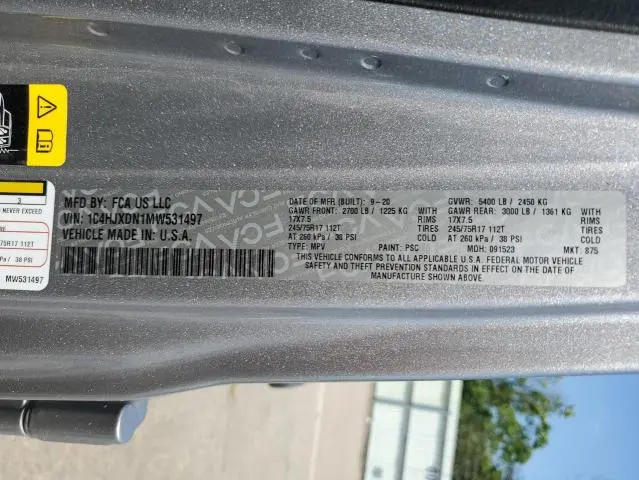 3
NEVER EXCEED
75R17 112T
Pa / 38 PSI
MW531497
MFD BY: FCA US LLC
VIN: 1C4HJXDN1MW531497
VEHICLE MADE IN: U.S.A.
DATE OF MFR (BUILT): 9-20 GVWR: 5400 LB / 2450 KG
GAWR FRONT: 2700 LB / 1225 KG GAWR REAR: 3000 LB / 1361 KG
17X7.5 RIMS 17X7.5 RIMS
245/75R17 112T TIRES 245/75R17 112T TIRES
AT 260 kPa / 38 PSI COLD AT 260 kPa / 38 PSI COLD
TYPE: MPV PAINT: PSC MDH: 091523 MKT: 875
THIS VEHICLE CONFORMS TO ALL APPLICABLE U.S.A. FEDERAL MOTOR VEHICLE
SAFETY AND THEFT PREVENTION STANDARDS IN EFFECT ON THE DATE OF
MANUFACTURE SHOWN ABOVE.